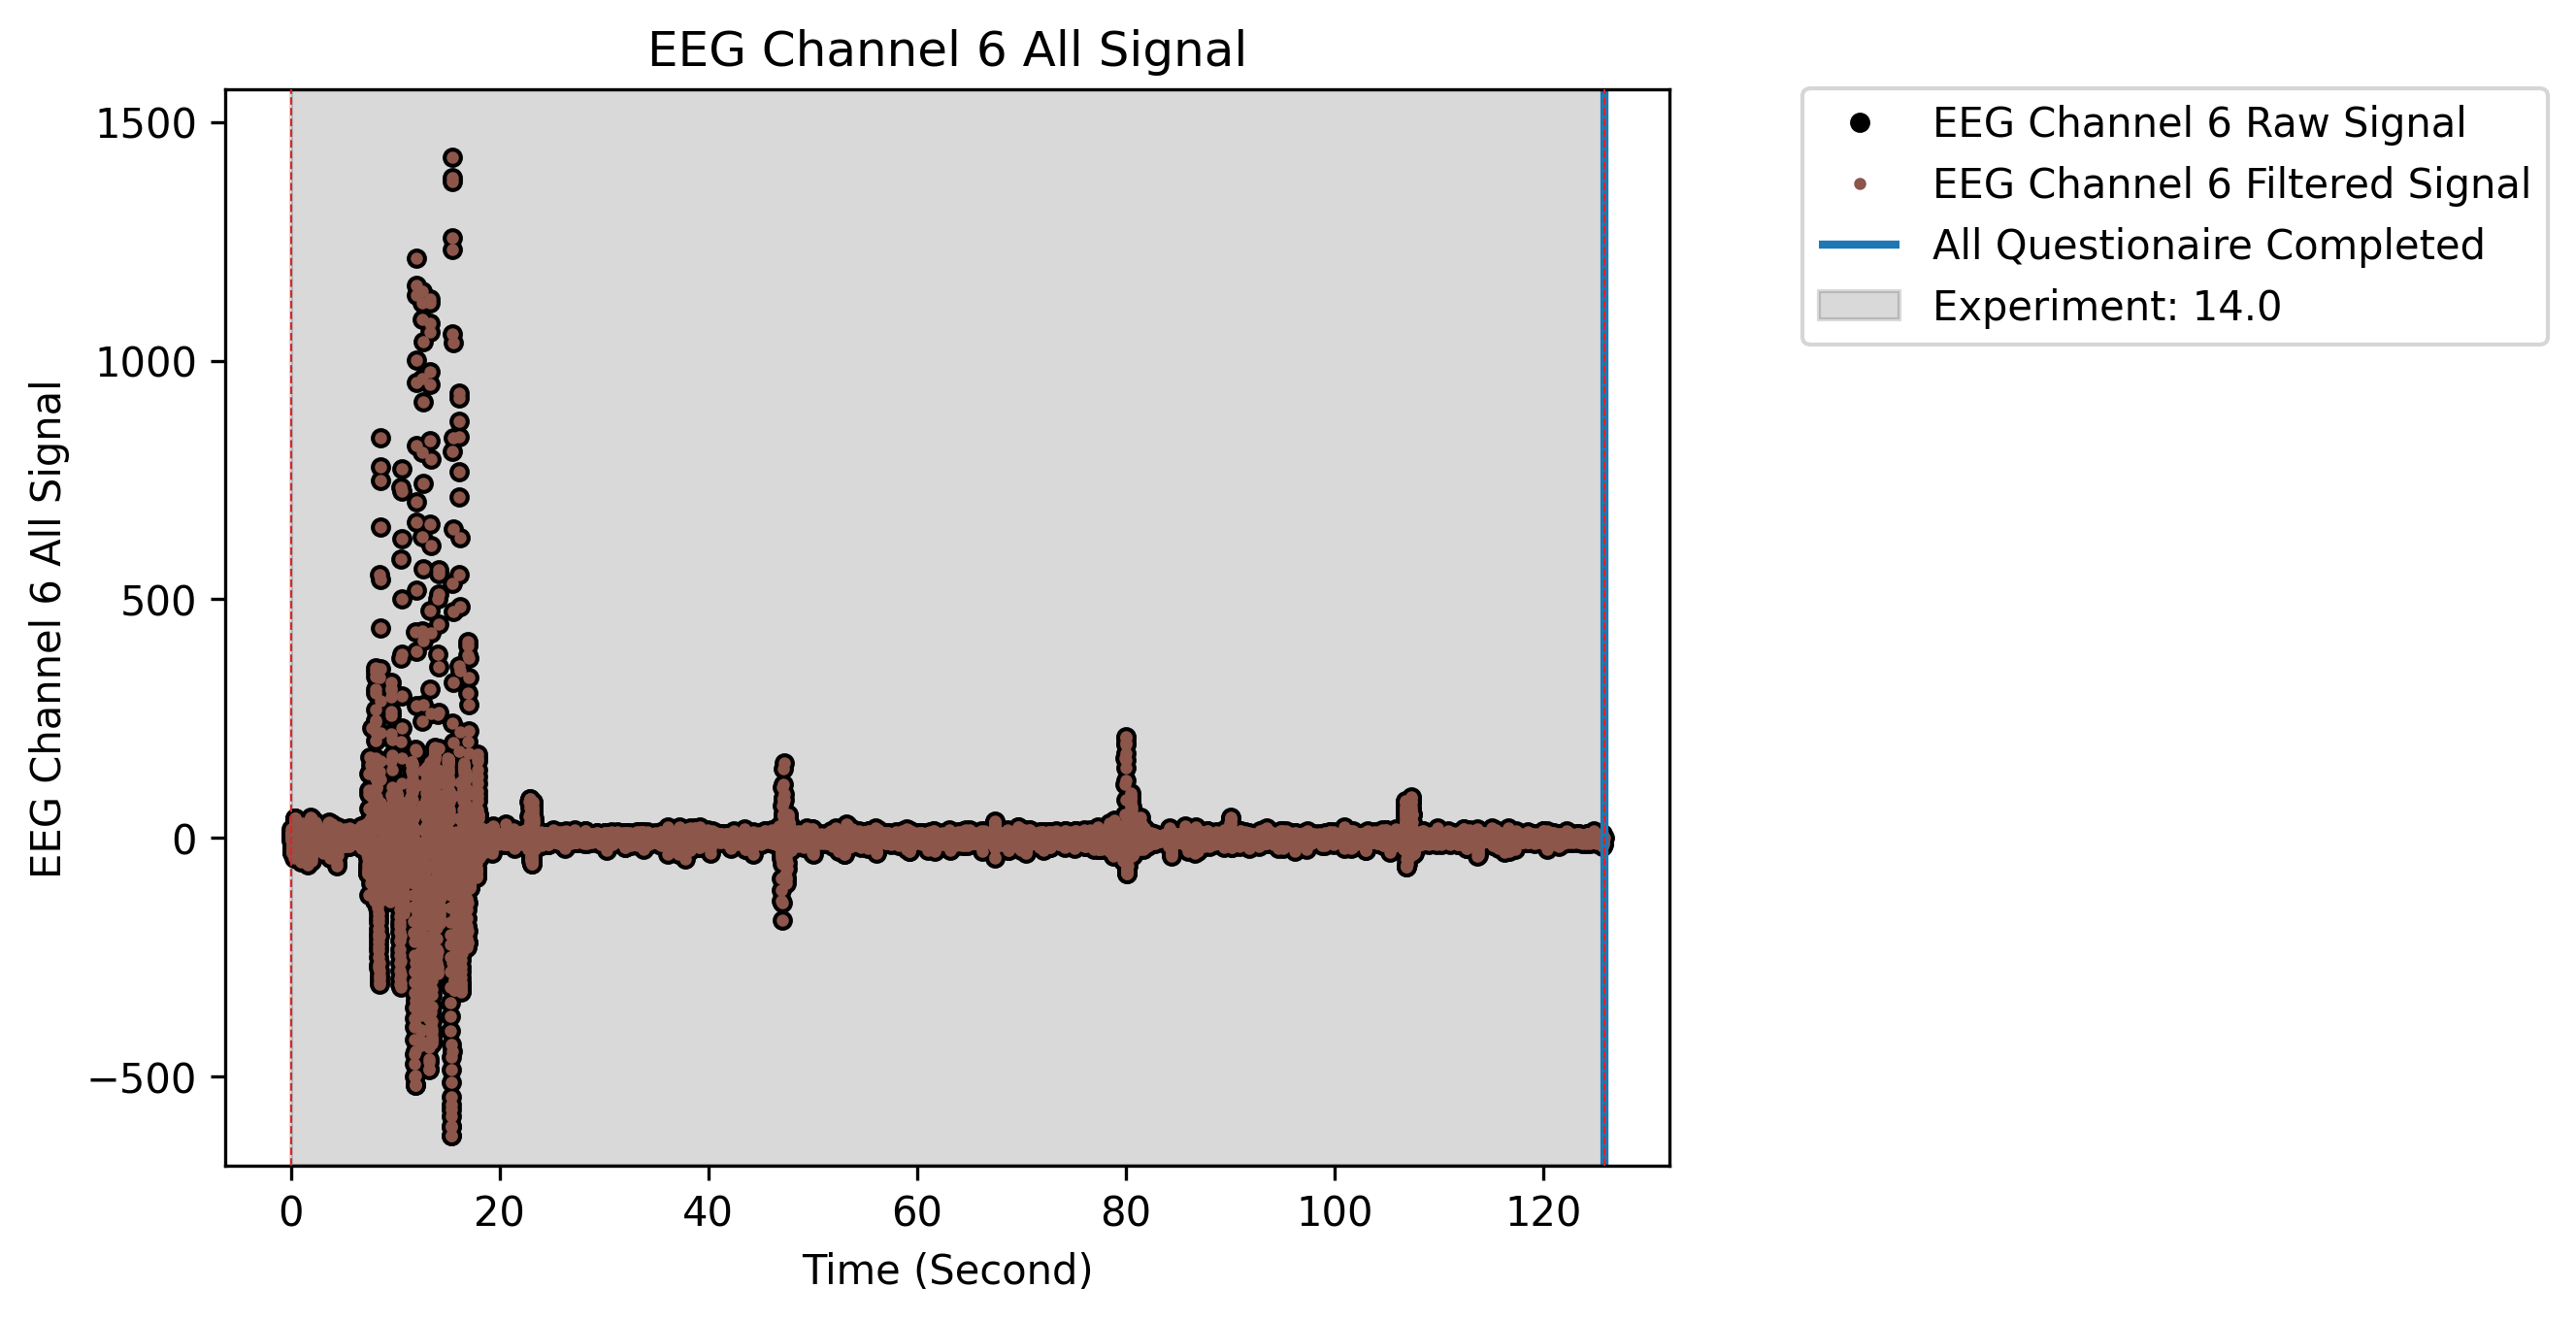 EEG Channel 6 All Signal
EEG Channel 6 All Signal
1500
1000
500
0
−500
0 20 40 60 80 100 120
Time (Second)
EEG Channel 6 Raw Signal
EEG Channel 6 Filtered Signal
All Questionaire Completed
Experiment: 14.0